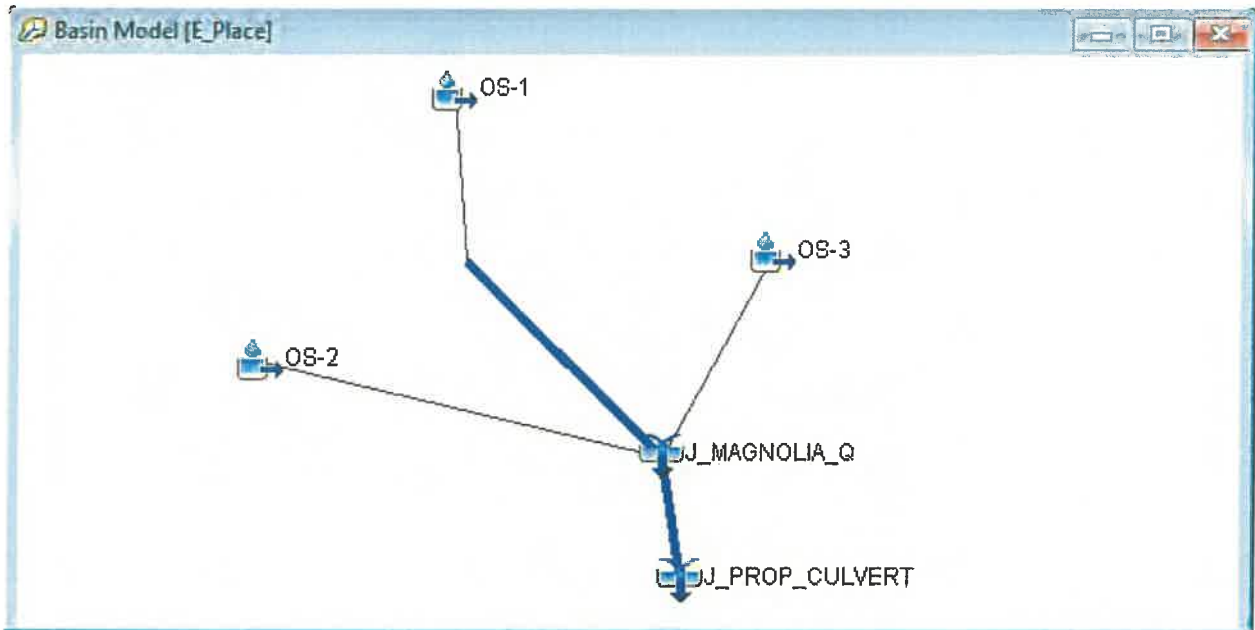 Basin Model [E_Place]
OS-1
OS-3
OS-2
J_MAGNOLIA_Q
J_PROP_CULVERT